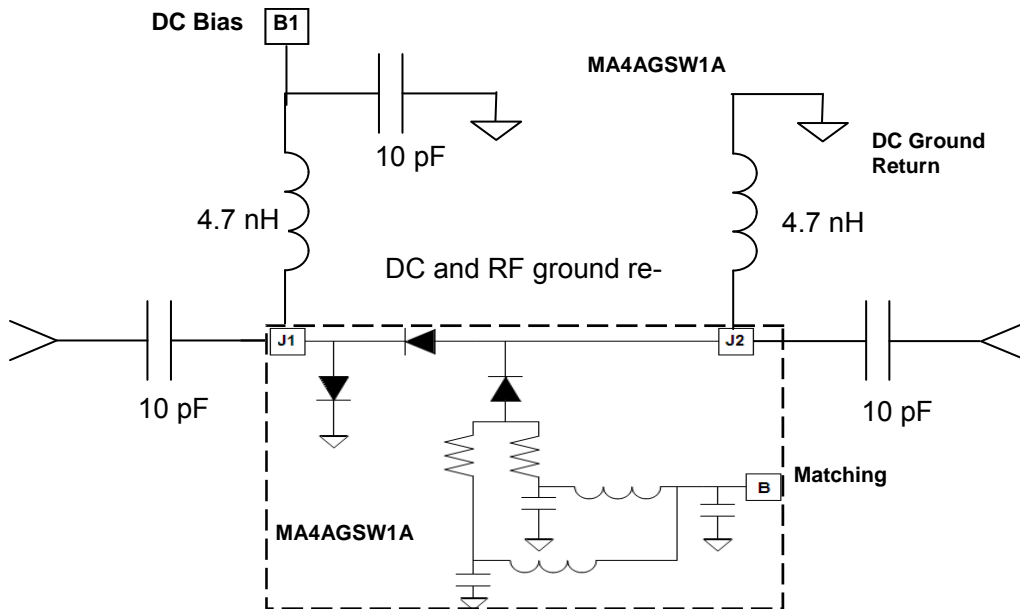 DC Bias
B1
MA4AGSW1A
10 pF
DC Ground
Return
4.7 nH
4.7 nH
DC and RF ground re-
J1
J2
10 pF
10 pF
B
Matching
MA4AGSW1A